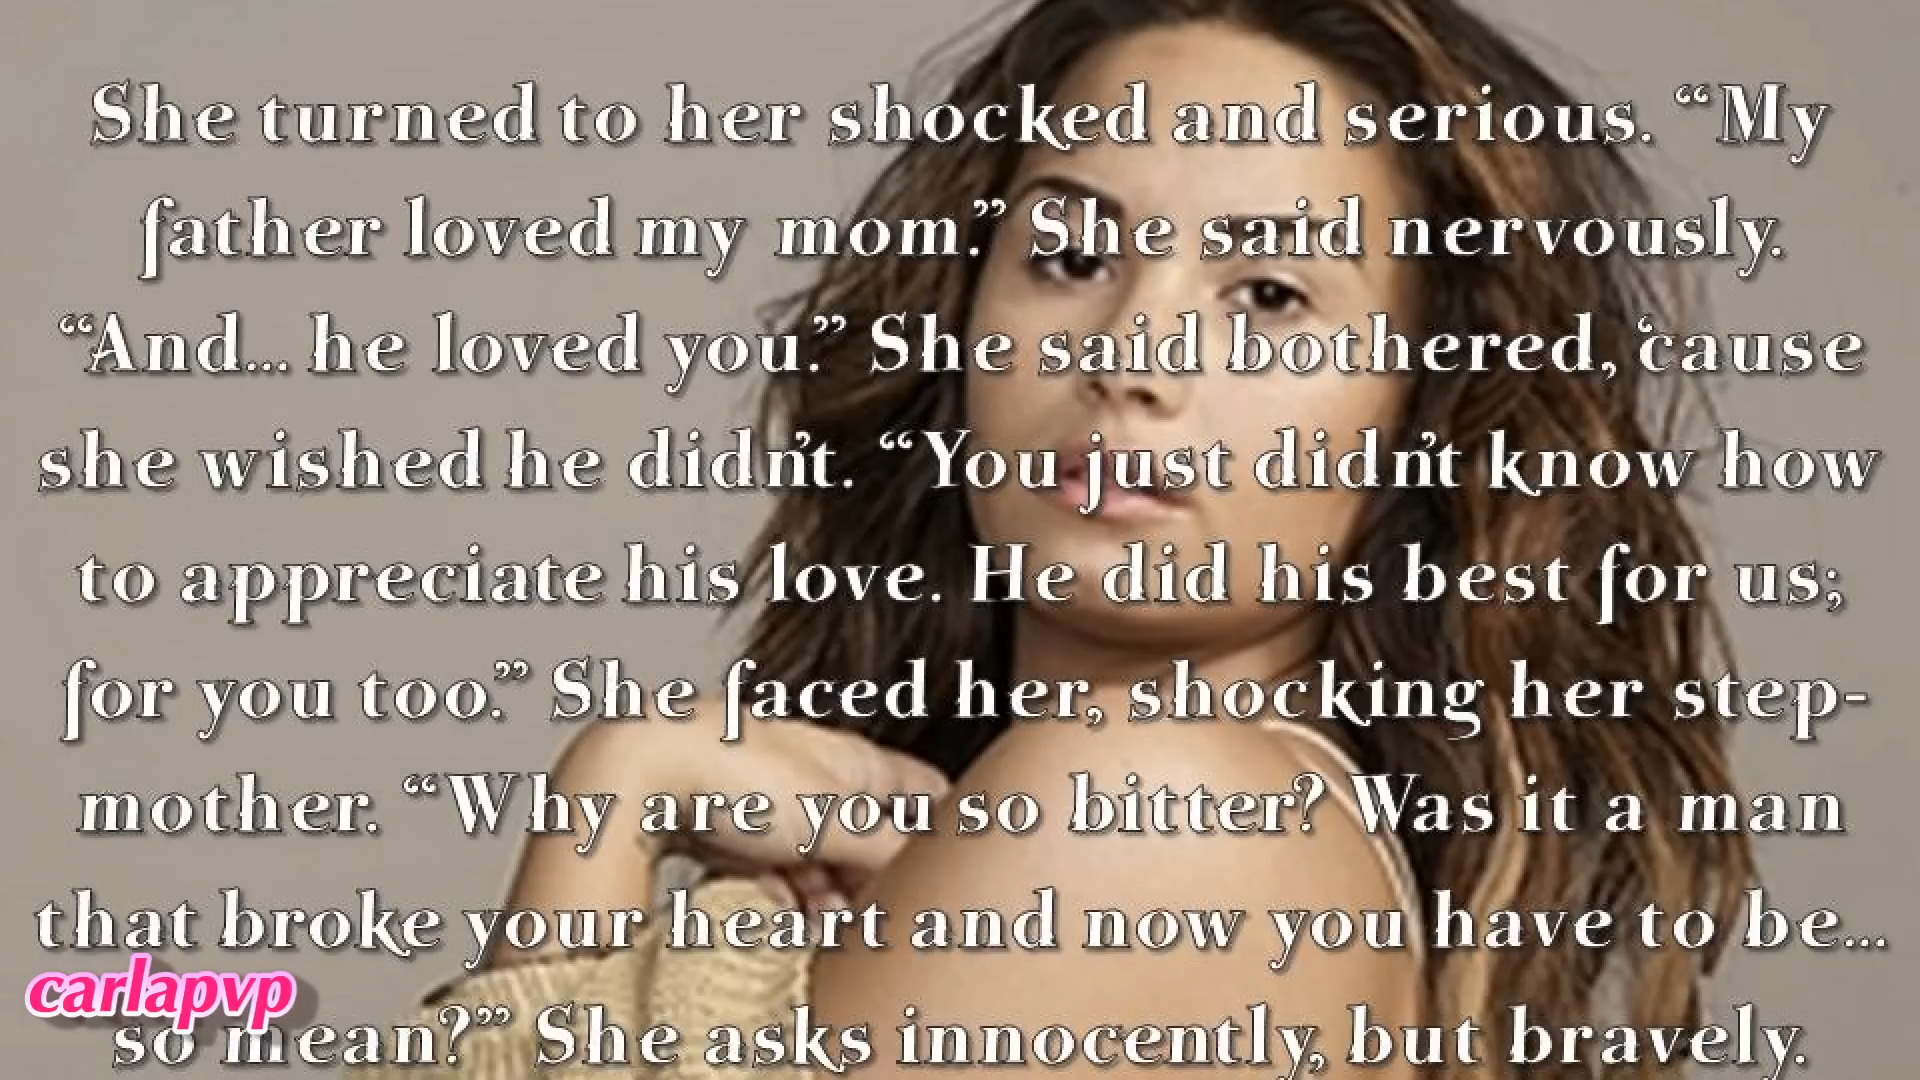 She turned to her shocked and serious. “My
father loved my mom.” She said nervously.
“And... he loved you.” She said bothered, ‘cause
she wished he didn’t. “You just didn’t know how
to appreciate his love. He did his best for us;
for you too.” She faced her, shocking her step-
mother. “Why are you so bitter? Was it a man
that broke your heart and now you have to be...
carlapvp
so mean?” She asks innocently, but bravely.